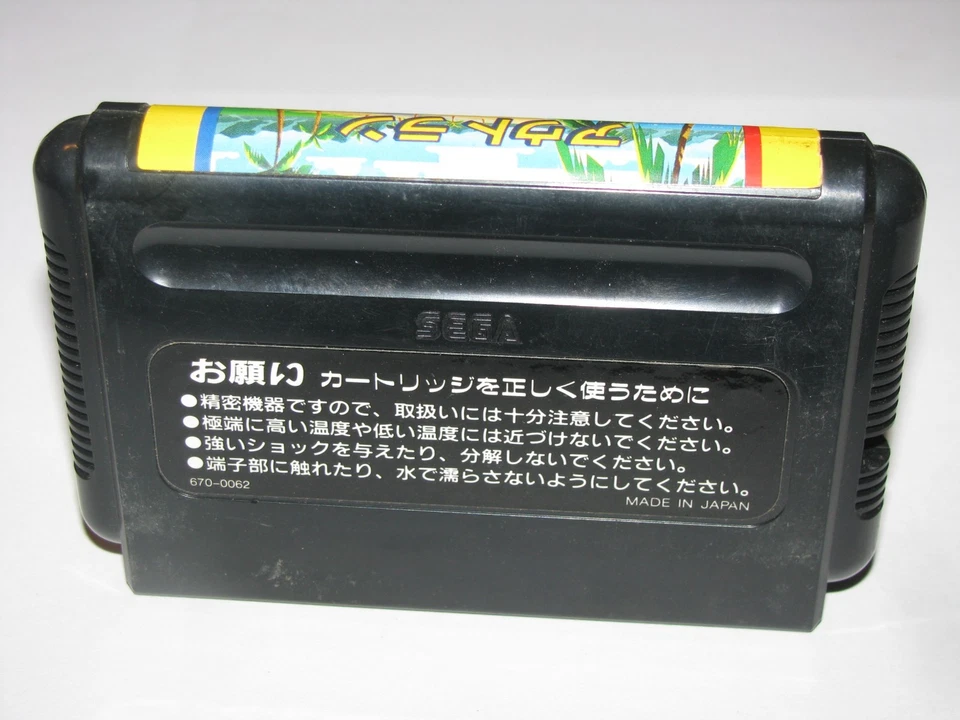 アウトラン
SEGA
お願い カートリッジを正しく使うために
●精密機器ですので、取扱いには十分注意してください。
●極端に高い温度や低い温度には近づけないでください。
●強いショックを与えたり、分解しないでください。
●端子部に触れたり、水で濡らさないようにしてください。
670-0062
MADE IN JAPAN